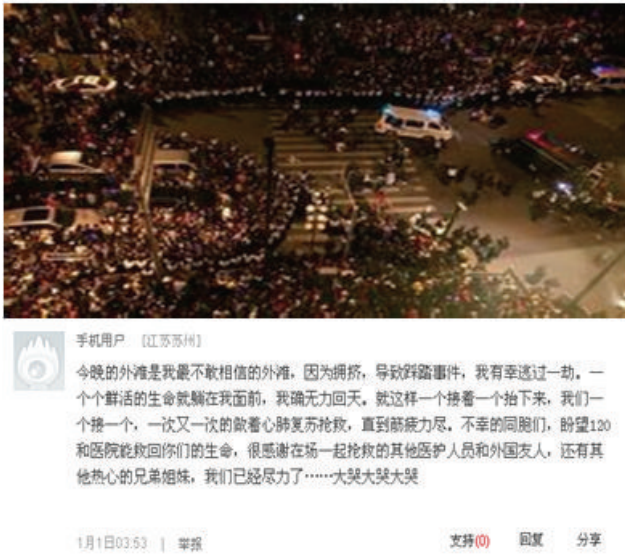 手机用户 [江苏苏州]
今晚的外滩是我最不敢相信的外滩，因为拥挤，导致踩踏事件，我有幸逃过一劫。一
个个鲜活的生命就躺在我面前，我确无力回天。就这样一个接着一个抬下来，我们一
个接一个，一次又一次的做着心肺复苏抢救，直到筋疲力尽。不幸的同胞们，盼望120
和医院能救回你们的生命，很感谢在场一起抢救的其他医护人员和外国友人，还有其
他热心的兄弟姐妹，我们已经尽力了……大哭大哭大哭
1月1日03:53 | 举报 支持(0) 回复 分享